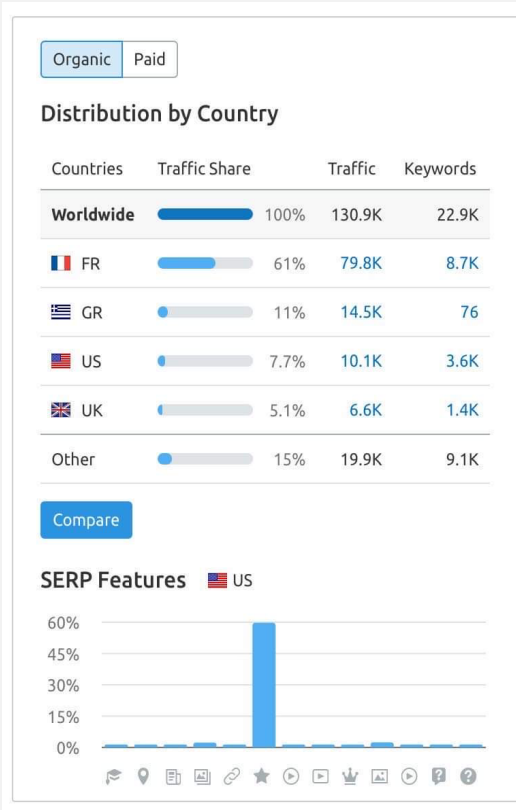 Organic Paid
Distribution by Country
Countries Traffic Share Traffic Keywords
Worldwide 100% 130.9K 22.9K
FR 61% 79.8K 8.7K
GR 11% 14.5K 76
US 7.7% 10.1K 3.6K
UK 5.1% 6.6K 1.4K
Other 15% 19.9K 9.1K
Compare
SERP Features US
60%
45%
30%
15%
0%